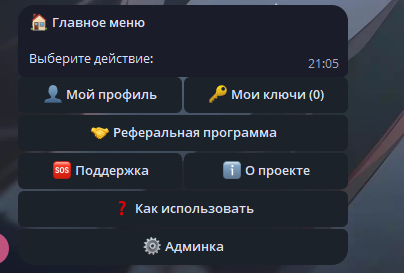 🏠 Главное меню
Выберите действие:
21:05
👤 Мой профиль
🔑 Мои ключи (0)
🤝 Реферальная программа
🆘 Поддержка
ℹ️ О проекте
❓ Как использовать
⚙️ Админка